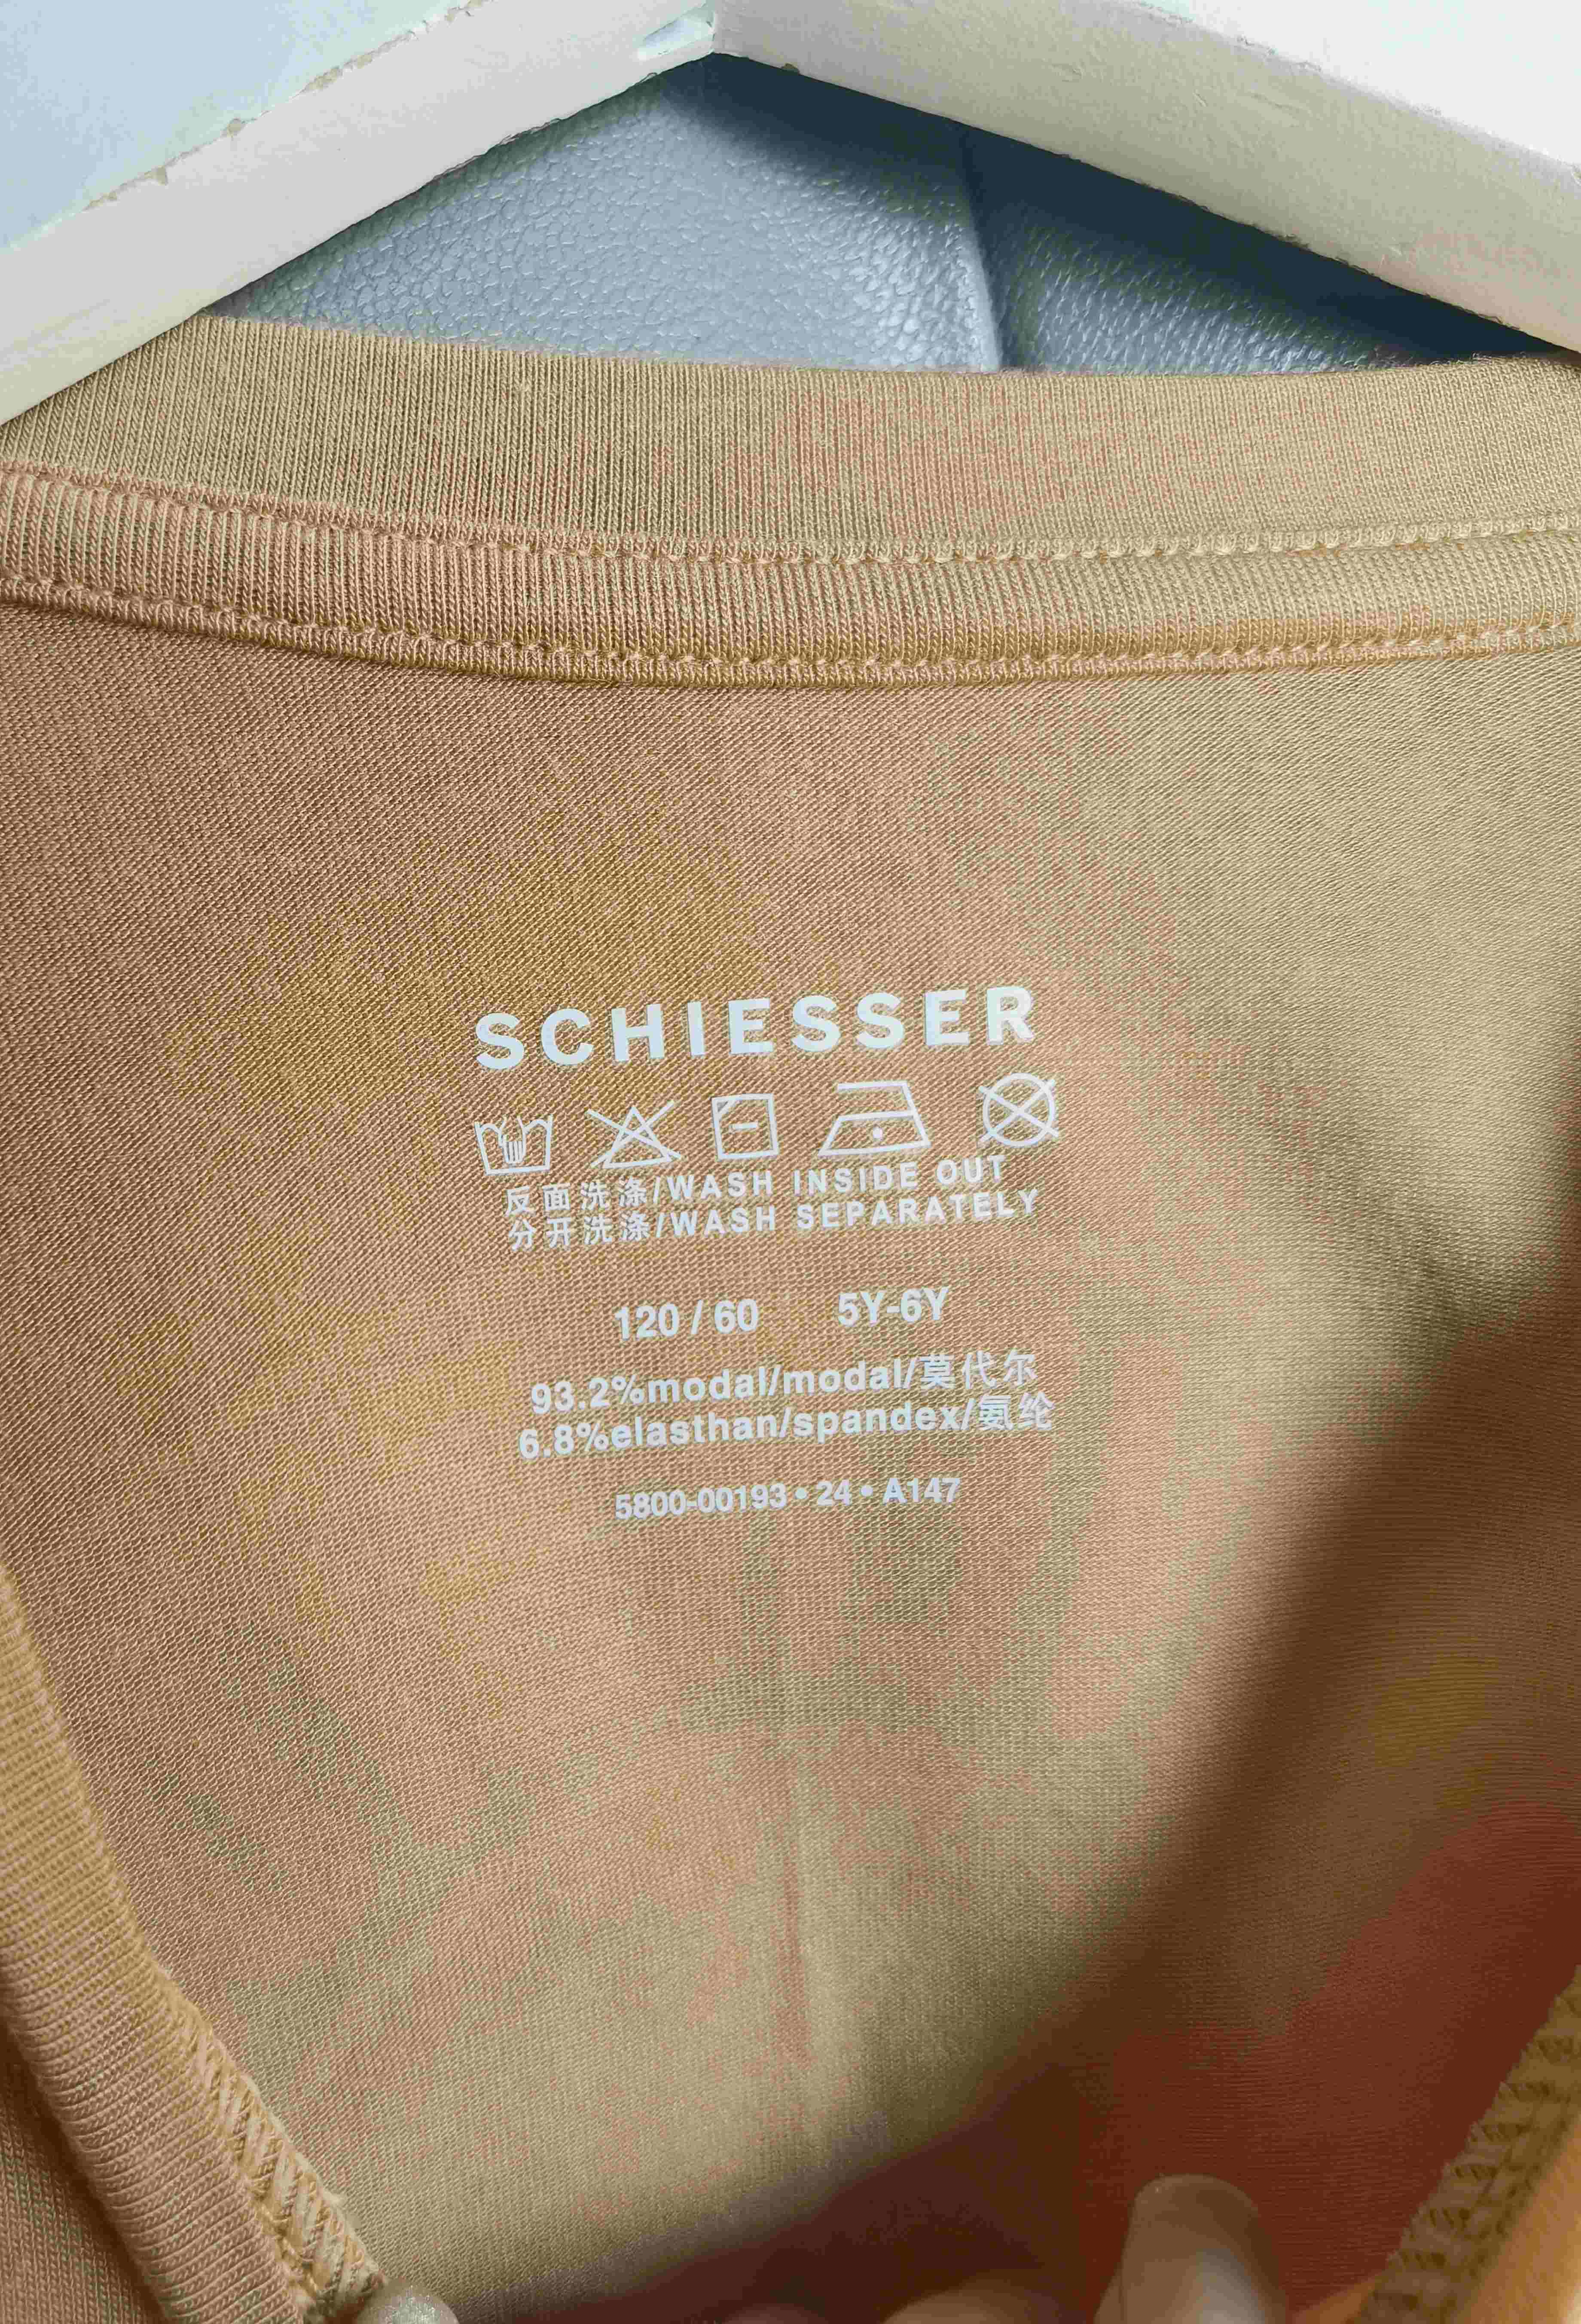 SCHIESSER
反面洗涤/WASH INSIDE OUT
分开洗涤/WASH SEPARATELY
120 / 60 5Y-6Y
93.2%modal/modal/莫代尔
6.8%elasthan/spandex/氨纶
5800-00193 • 24 • A147